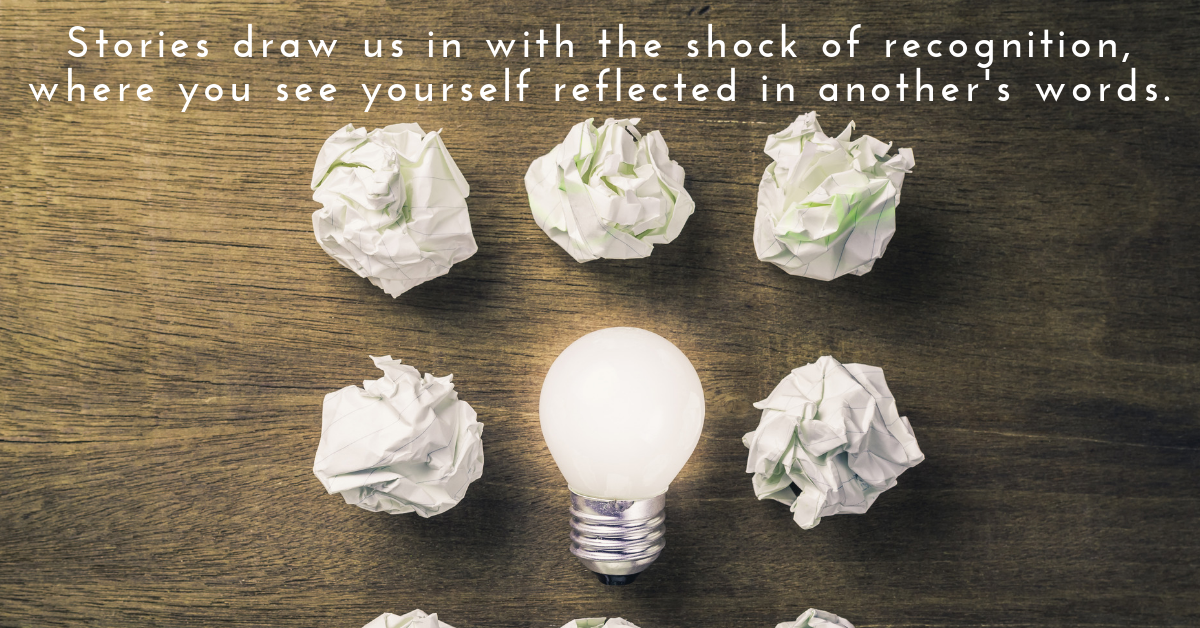 Stories draw us in with the shock of recognition,
where you see yourself reflected in another's words.